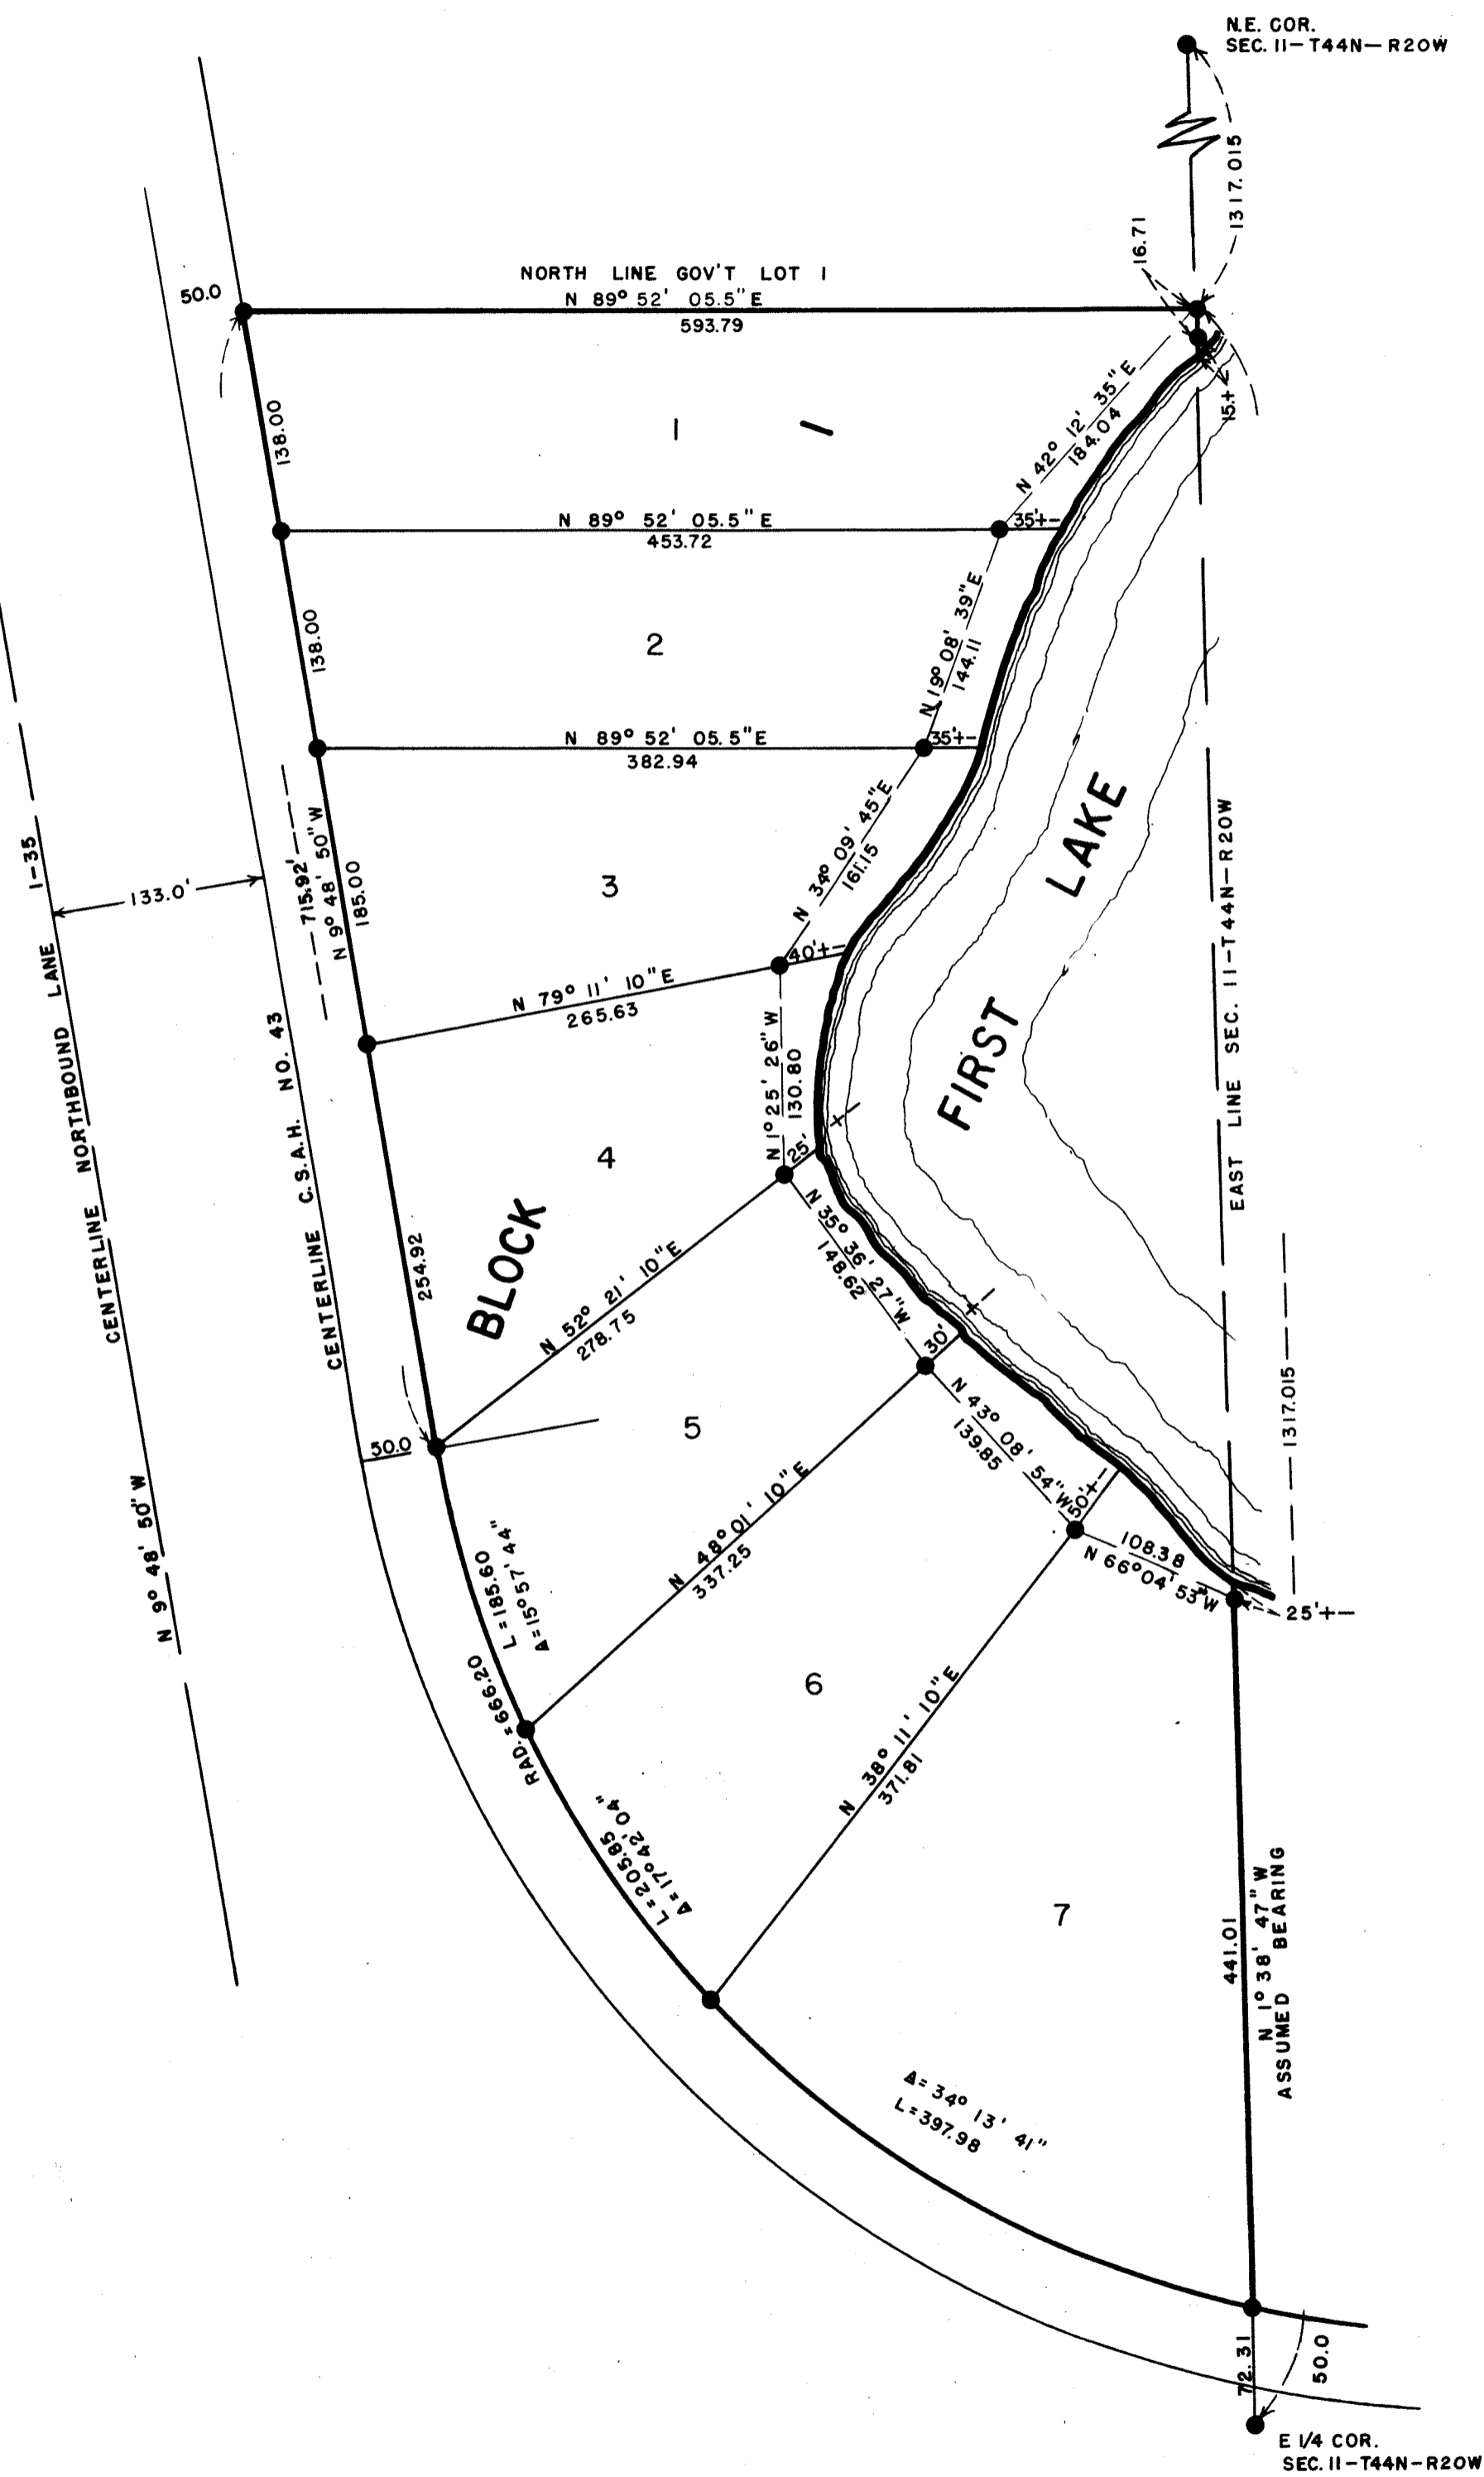 N.E. COR.
SEC. 11-T44N-R20W
1317.015
16.71
NORTH LINE GOV'T LOT 1
N 89° 52' 05.5" E
593.79
50.0
15±
138.00
1
1
N 42° 12' 35" E
184.04
N 89° 52' 05.5" E
453.72
35'+-
138.00
2
N 19° 08' 39" E
144.11
N 89° 52' 05.5" E
382.94
35'+-
I-35
133.0'
715.92'
N 9° 48' 50" W
185.00
3
N 34° 09' 45" E
161.15
40'+-
N 79° 11' 10" E
265.63
FIRST LAKE
EAST LINE SEC. 11-T44N-R20W
CENTERLINE NORTHBOUND LANE
CENTERLINE C.S.A.H. NO. 43
N 1° 25' 26" W
130.80
25'
+-
4
254.92
BLOCK
N 52° 21' 10" E
278.75
N 35° 36' 27" W
148.62
30'
+-
50.0
5
N 43° 08' 54" W
139.85
50'+-
1317.015
N 9° 48' 50" W
N 48° 01' 10" E
337.25
108.38
N 66° 04' 53" W
25'+-
L=185.60
Δ=15° 57' 44"
RAD.=666.20
6
N 38° 11' 10" E
371.81
L=205.85
Δ=17° 42' 04"
7
441.01
N 1° 38' 47" W
ASSUMED BEARING
Δ=34° 13' 41"
L=397.98
72.31
50.0
E 1/4 COR.
SEC. 11-T44N-R20W